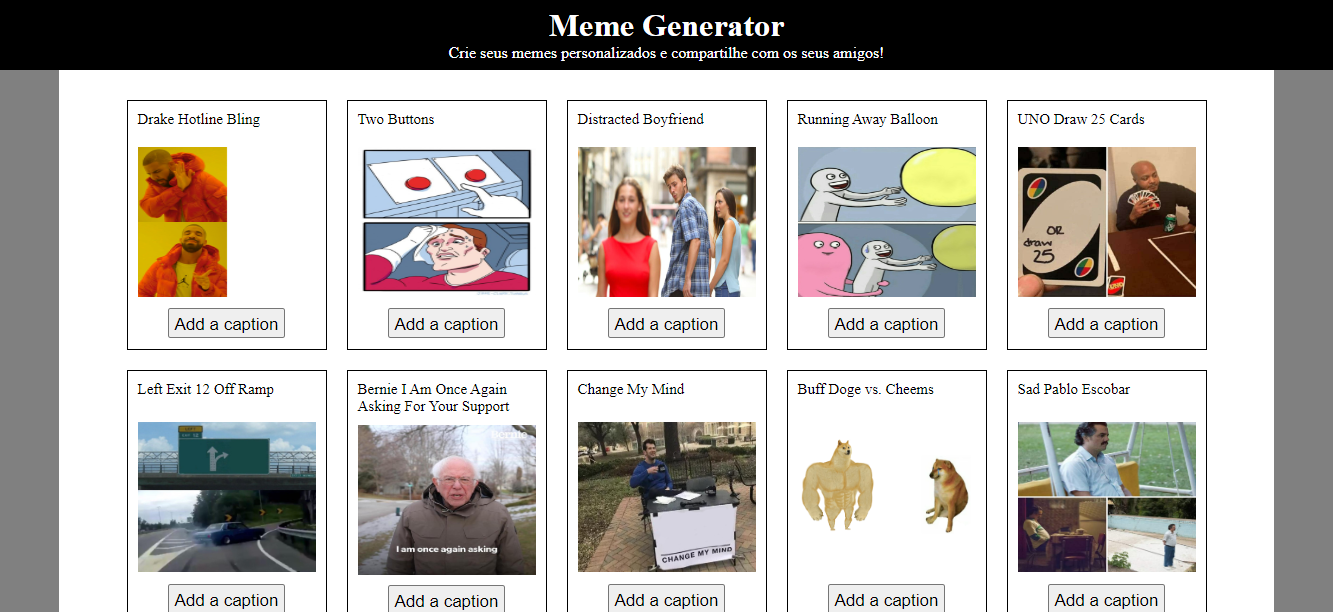 Meme Generator
Crie seus memes personalizados e compartilhe com os seus amigos!
Drake Hotline Bling
Two Buttons
Distracted Boyfriend
Running Away Balloon
UNO Draw 25 Cards
OR
draw
25
Add a caption
Add a caption
Add a caption
Add a caption
Add a caption
Left Exit 12 Off Ramp
Bernie I Am Once Again
Asking For Your Support
Change My Mind
Buff Doge vs. Cheems
Sad Pablo Escobar
Bernie
I am once again asking
CHANGE MY MIND
Add a caption
Add a caption
Add a caption
Add a caption
Add a caption